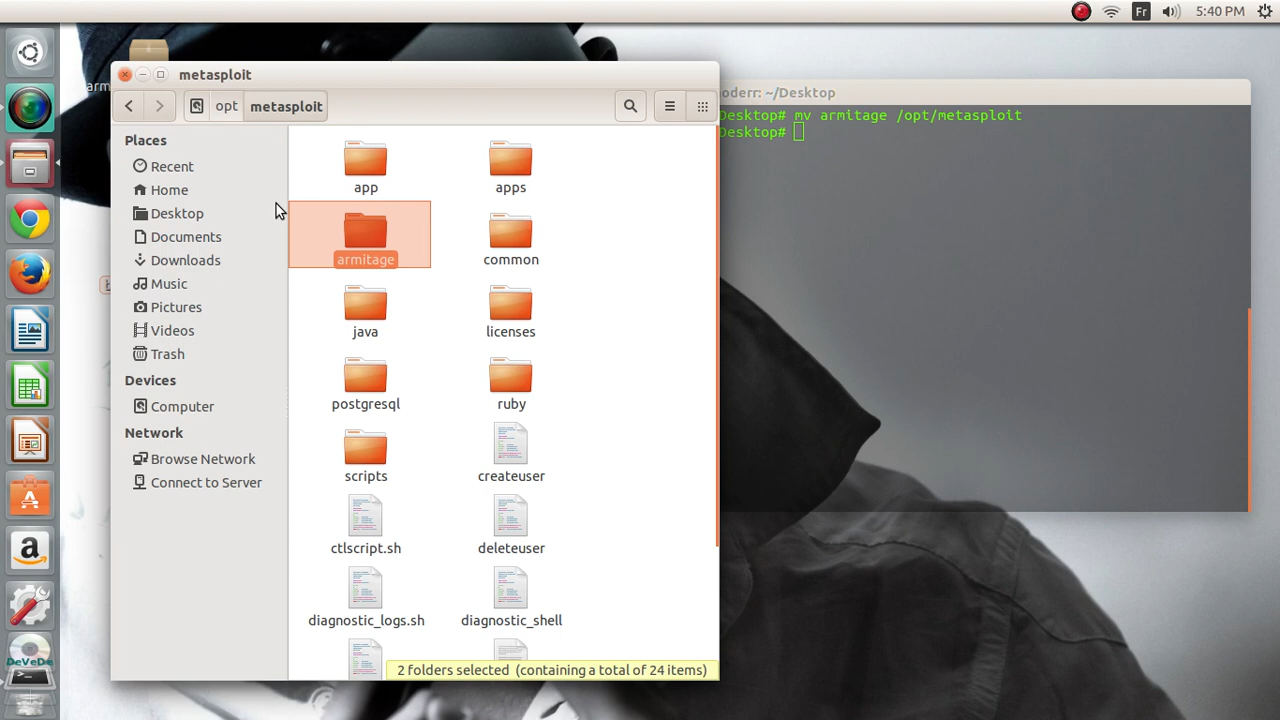 Fr
5:40 PM
arm
metasploit
opt
metasploit
Places
Recent
Home
Desktop
Documents
Downloads
Music
Pictures
Videos
Trash
Devices
Computer
Network
Browse Network
Connect to Server
app
apps
armitage
common
java
licenses
postgresql
ruby
scripts
createuser
ctlscript.sh
deleteuser
diagnostic_logs.sh
diagnostic_shell
2 folders selected (containing a total of 24 items)
oderr: ~/Desktop
Desktop# mv armitage /opt/metasploit
Desktop#
a
DeVeDe